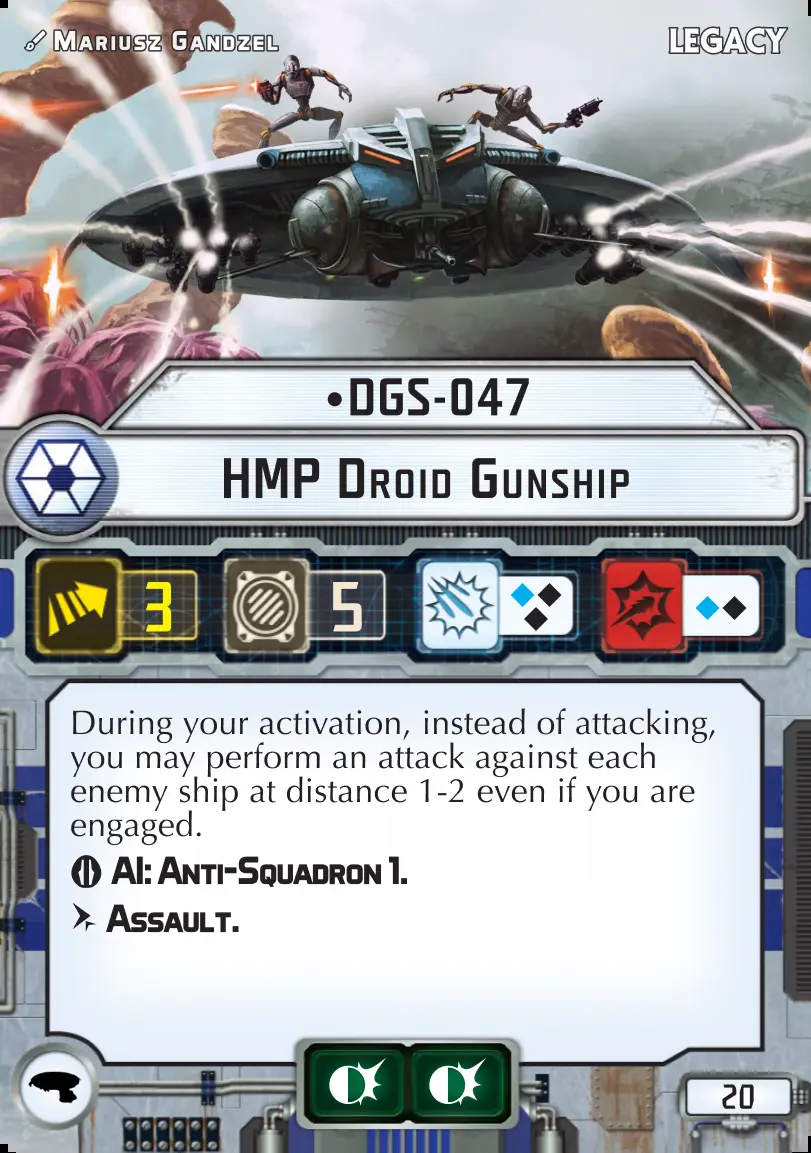 Mariusz Gandzel
LEGACY
•DGS-047
HMP Droid Gunship
3
5
During your activation, instead of attacking,
you may perform an attack against each
enemy ship at distance 1-2 even if you are
engaged.
AI: Anti-Squadron 1.
Assault.
20